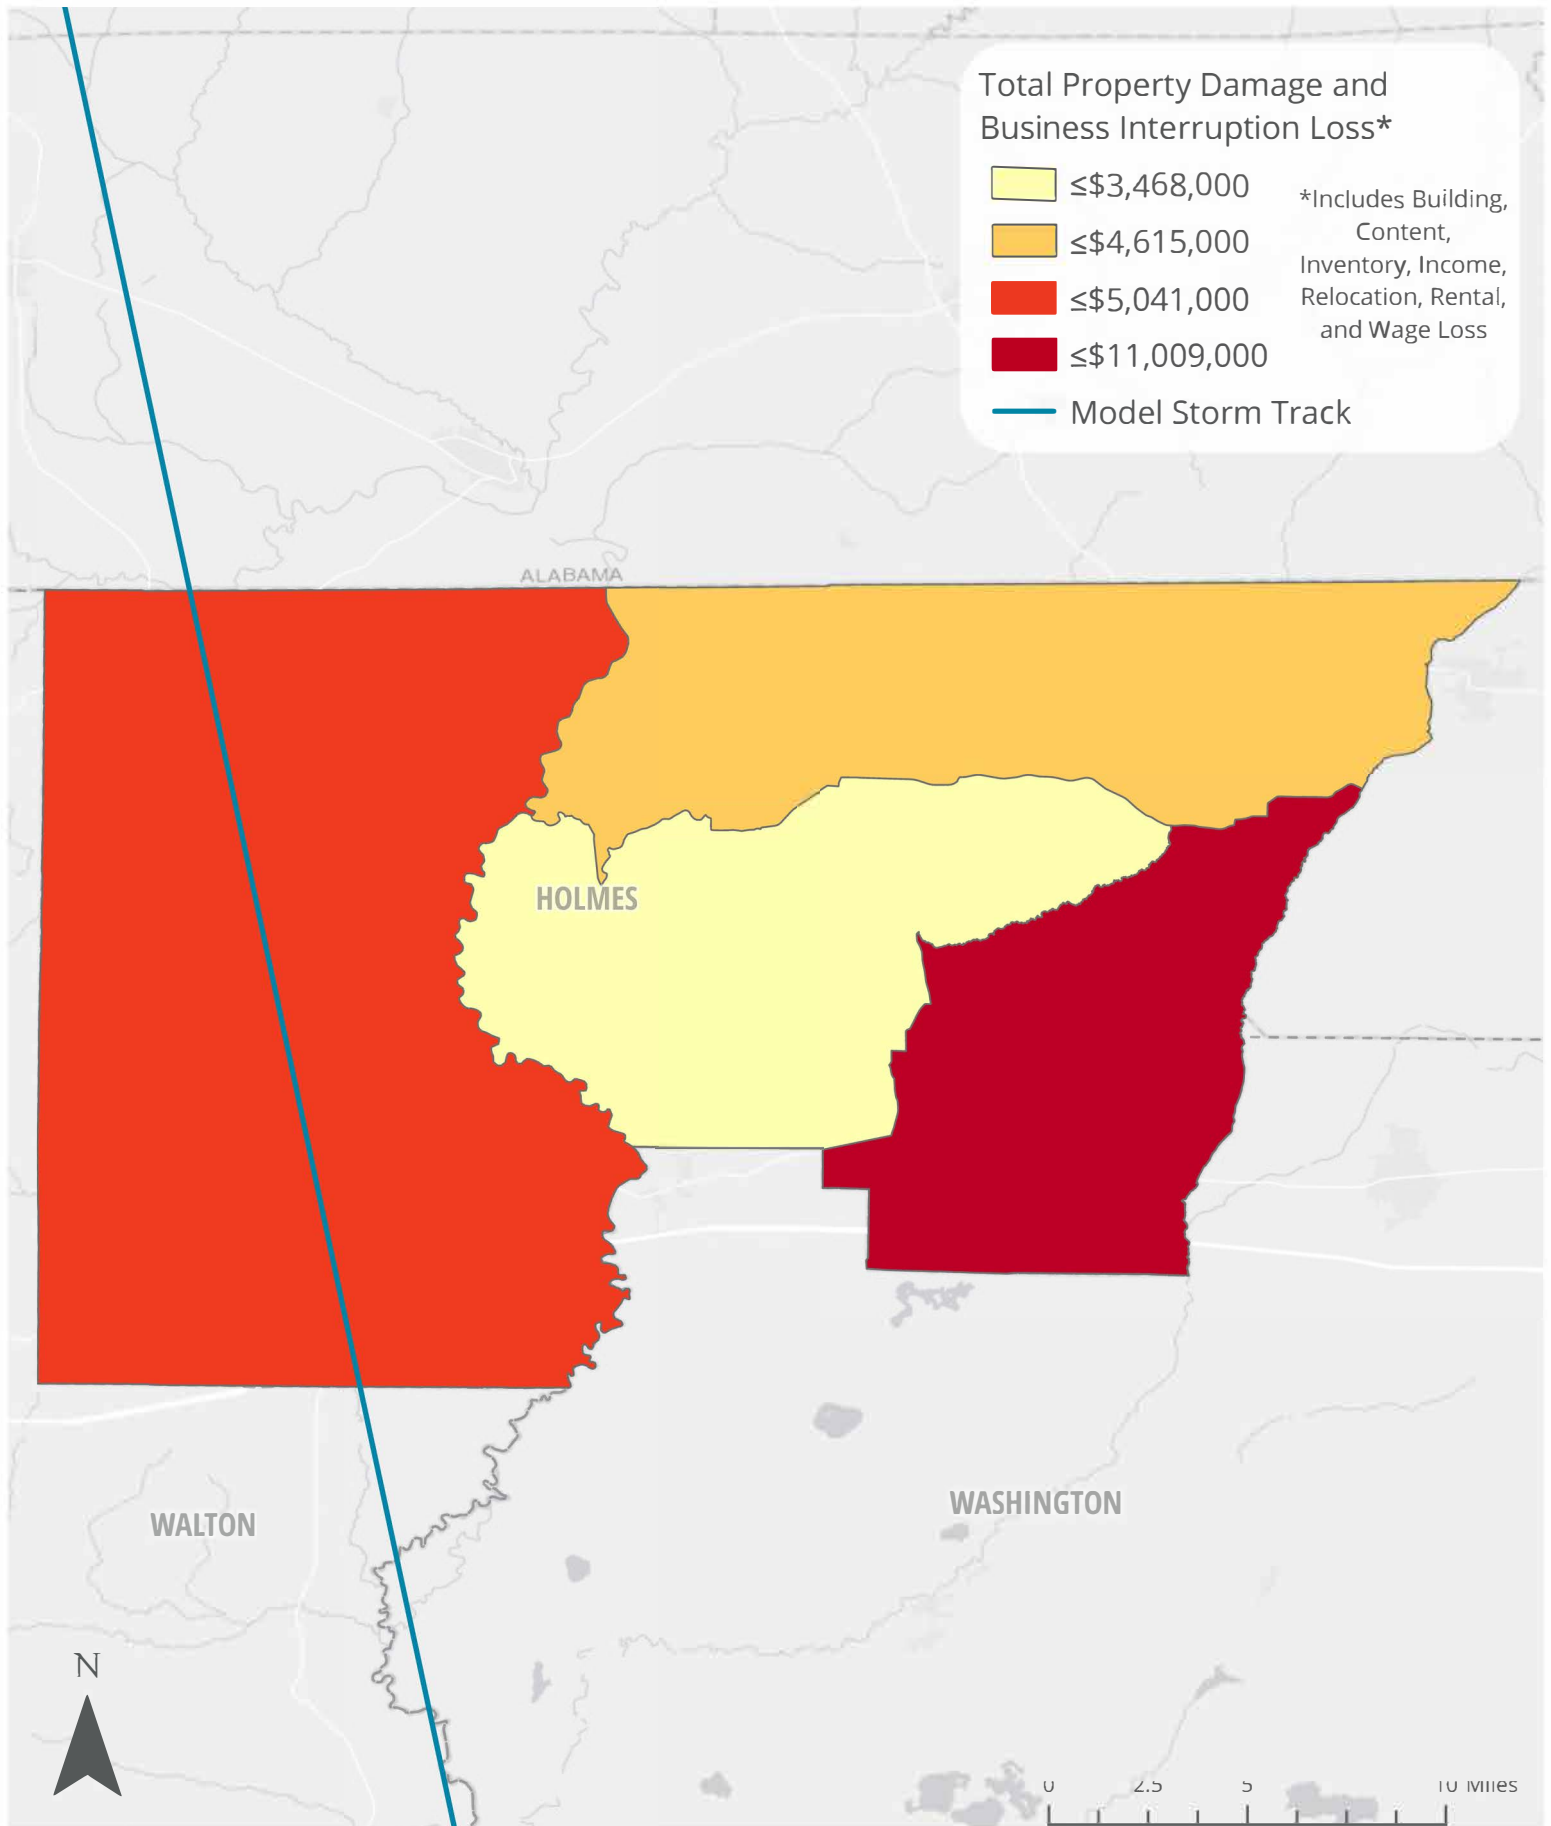 Total Property Damage and
Business Interruption Loss*
≤$3,468,000
≤$4,615,000
≤$5,041,000
≤$11,009,000
Model Storm Track
*Includes Building,
Content,
Inventory, Income,
Relocation, Rental,
and Wage Loss
ALABAMA
HOLMES
WASHINGTON
WALTON
N
0 2.5 5 10 Miles